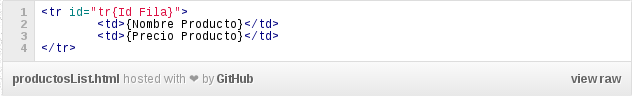 1 <tr id="tr{Id Fila}">
2 <td>{Nombre Producto}</td>
3 <td>{Precio Producto}</td>
4 </tr>
productosList.html hosted with ❤ by GitHub view raw